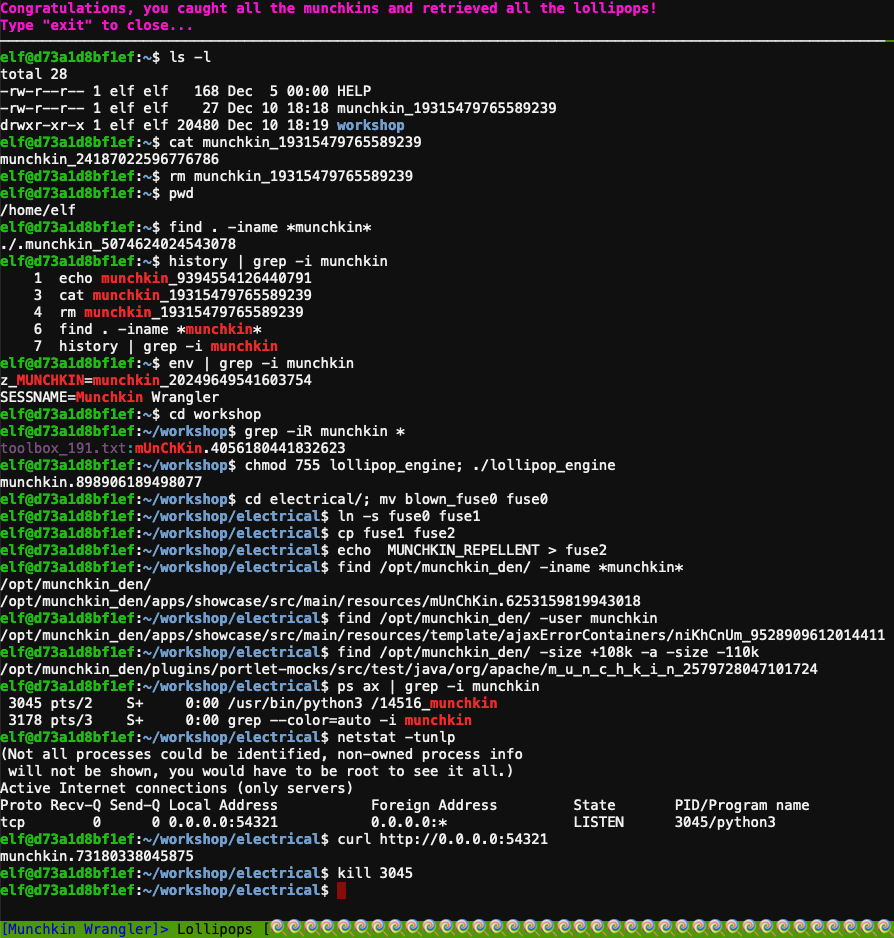 Congratulations, you caught all the munchkins and retrieved all the lollipops!
Type "exit" to close...
elf@d73a1d8bf1ef:~$ ls -l
total 28
-rw-r--r-- 1 elf elf   168 Dec  5 00:00 HELP
-rw-r--r-- 1 elf elf    27 Dec 10 18:18 munchkin_19315479765589239
drwxr-xr-x 1 elf elf 20480 Dec 10 18:19 workshop
elf@d73a1d8bf1ef:~$ cat munchkin_19315479765589239
munchkin_24187022596776786
elf@d73a1d8bf1ef:~$ rm munchkin_19315479765589239
elf@d73a1d8bf1ef:~$ pwd
/home/elf
elf@d73a1d8bf1ef:~$ find . -iname *munchkin*
./.munchkin_5074624024543078
elf@d73a1d8bf1ef:~$ history | grep -i munchkin
    1  echo munchkin_9394554126440791
    3  cat munchkin_19315479765589239
    4  rm munchkin_19315479765589239
    6  find . -iname *munchkin*
    7  history | grep -i munchkin
elf@d73a1d8bf1ef:~$ env | grep -i munchkin
z_MUNCHKIN=munchkin_20249649541603754
SESSNAME=Munchkin Wrangler
elf@d73a1d8bf1ef:~$ cd workshop
elf@d73a1d8bf1ef:~/workshop$ grep -iR munchkin *
toolbox_191.txt:mUnChKin.4056180441832623
elf@d73a1d8bf1ef:~/workshop$ chmod 755 lollipop_engine; ./lollipop_engine
munchkin.898906189498077
elf@d73a1d8bf1ef:~/workshop$ cd electrical/; mv blown_fuse0 fuse0
elf@d73a1d8bf1ef:~/workshop/electrical$ ln -s fuse0 fuse1
elf@d73a1d8bf1ef:~/workshop/electrical$ cp fuse1 fuse2
elf@d73a1d8bf1ef:~/workshop/electrical$ echo  MUNCHKIN_REPELLENT > fuse2
elf@d73a1d8bf1ef:~/workshop/electrical$ find /opt/munchkin_den/ -iname *munchkin*
/opt/munchkin_den/
/opt/munchkin_den/apps/showcase/src/main/resources/mUnChKin.6253159819943018
elf@d73a1d8bf1ef:~/workshop/electrical$ find /opt/munchkin_den/ -user munchkin
/opt/munchkin_den/apps/showcase/src/main/resources/template/ajaxErrorContainers/niKhCnUm_9528909612014411
elf@d73a1d8bf1ef:~/workshop/electrical$ find /opt/munchkin_den/ -size +108k -a -size -110k
/opt/munchkin_den/plugins/portlet-mocks/src/test/java/org/apache/m_u_n_c_h_k_i_n_2579728047101724
elf@d73a1d8bf1ef:~/workshop/electrical$ ps ax | grep -i munchkin
 3045 pts/2    S+     0:00 /usr/bin/python3 /14516_munchkin
 3178 pts/3    S+     0:00 grep --color=auto -i munchkin
elf@d73a1d8bf1ef:~/workshop/electrical$ netstat -tunlp
(Not all processes could be identified, non-owned process info
 will not be shown, you would have to be root to see it all.)
Active Internet connections (only servers)
Proto Recv-Q Send-Q Local Address           Foreign Address         State       PID/Program name
tcp        0      0 0.0.0.0:54321           0.0.0.0:*               LISTEN      3045/python3
elf@d73a1d8bf1ef:~/workshop/electrical$ curl http://0.0.0.0:54321
munchkin.73180338045875
elf@d73a1d8bf1ef:~/workshop/electrical$ kill 3045
elf@d73a1d8bf1ef:~/workshop/electrical$
[Munchkin Wrangler]> Lollipops [